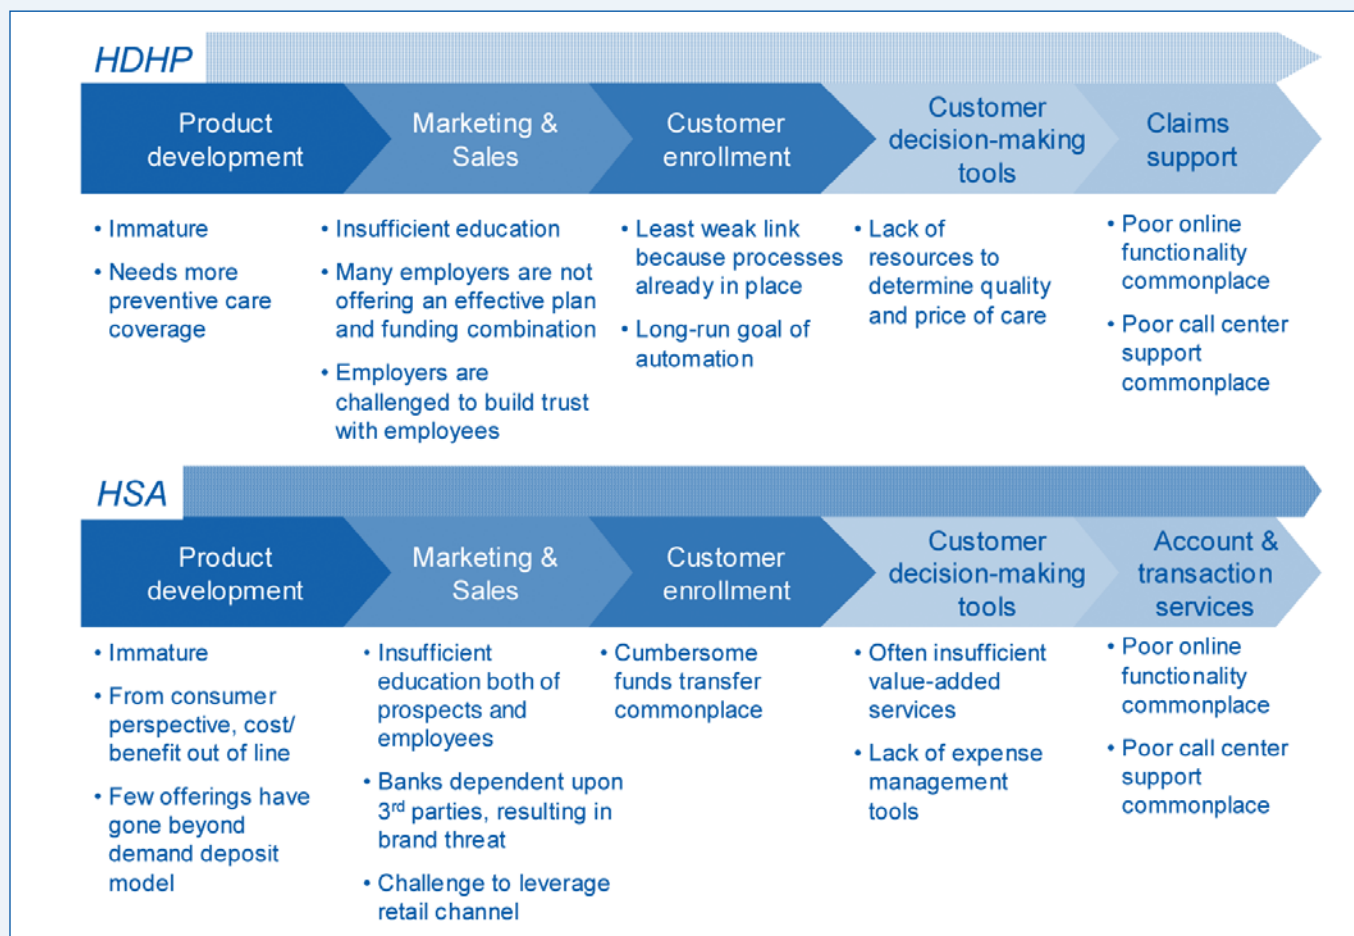 HDHP
Product
development
Marketing &
Sales
Customer
enrollment
Customer
decision-making
tools
Claims
support
• Immature
• Needs more
preventive care
coverage
• Insufficient education
• Many employers are not
offering an effective plan
and funding combination
• Employers are
challenged to build trust
with employees
• Least weak link
because processes
already in place
• Long-run goal of
automation
• Lack of
resources to
determine quality
and price of care
• Poor online
functionality
commonplace
• Poor call center
support
commonplace
HSA
Product
development
Marketing &
Sales
Customer
enrollment
Customer
decision-making
tools
Account &
transaction
services
• Immature
• From consumer
perspective, cost/
benefit out of line
• Few offerings have
gone beyond
demand deposit
model
• Insufficient
education both of
prospects and
employees
• Banks dependent upon
3rd parties, resulting in
brand threat
• Challenge to leverage
retail channel
• Cumbersome
funds transfer
commonplace
• Often insufficient
value-added
services
• Lack of expense
management
tools
• Poor online
functionality
commonplace
• Poor call center
support
commonplace